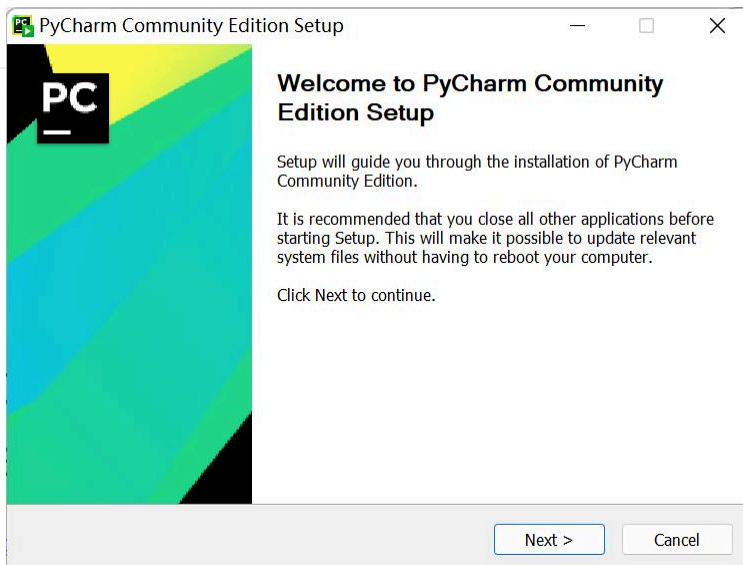 PyCharm Community Edition Setup
PC
Welcome to PyCharm Community
Edition Setup
Setup will guide you through the installation of PyCharm
Community Edition.
It is recommended that you close all other applications before
starting Setup. This will make it possible to update relevant
system files without having to reboot your computer.
Click Next to continue.
Next >
Cancel